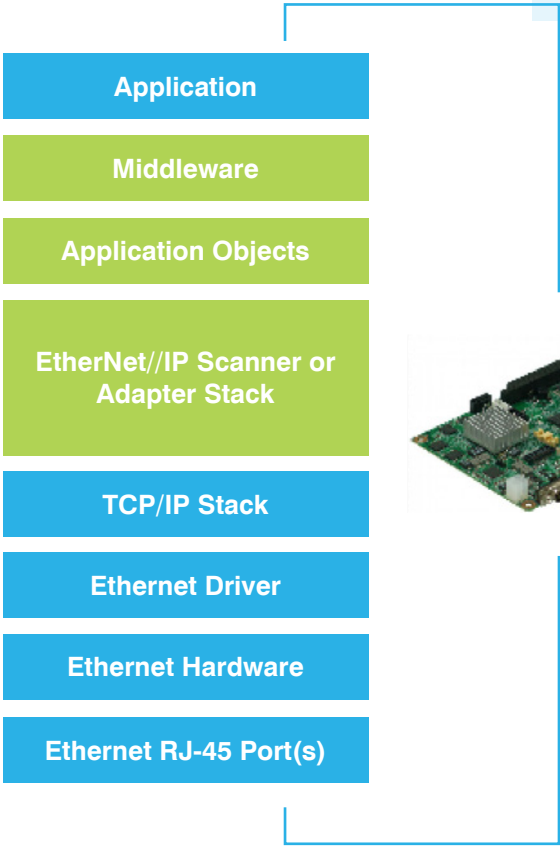 Application
Middleware
Application Objects
EtherNet//IP Scanner or
Adapter Stack
TCP/IP Stack
Ethernet Driver
Ethernet Hardware
Ethernet RJ-45 Port(s)